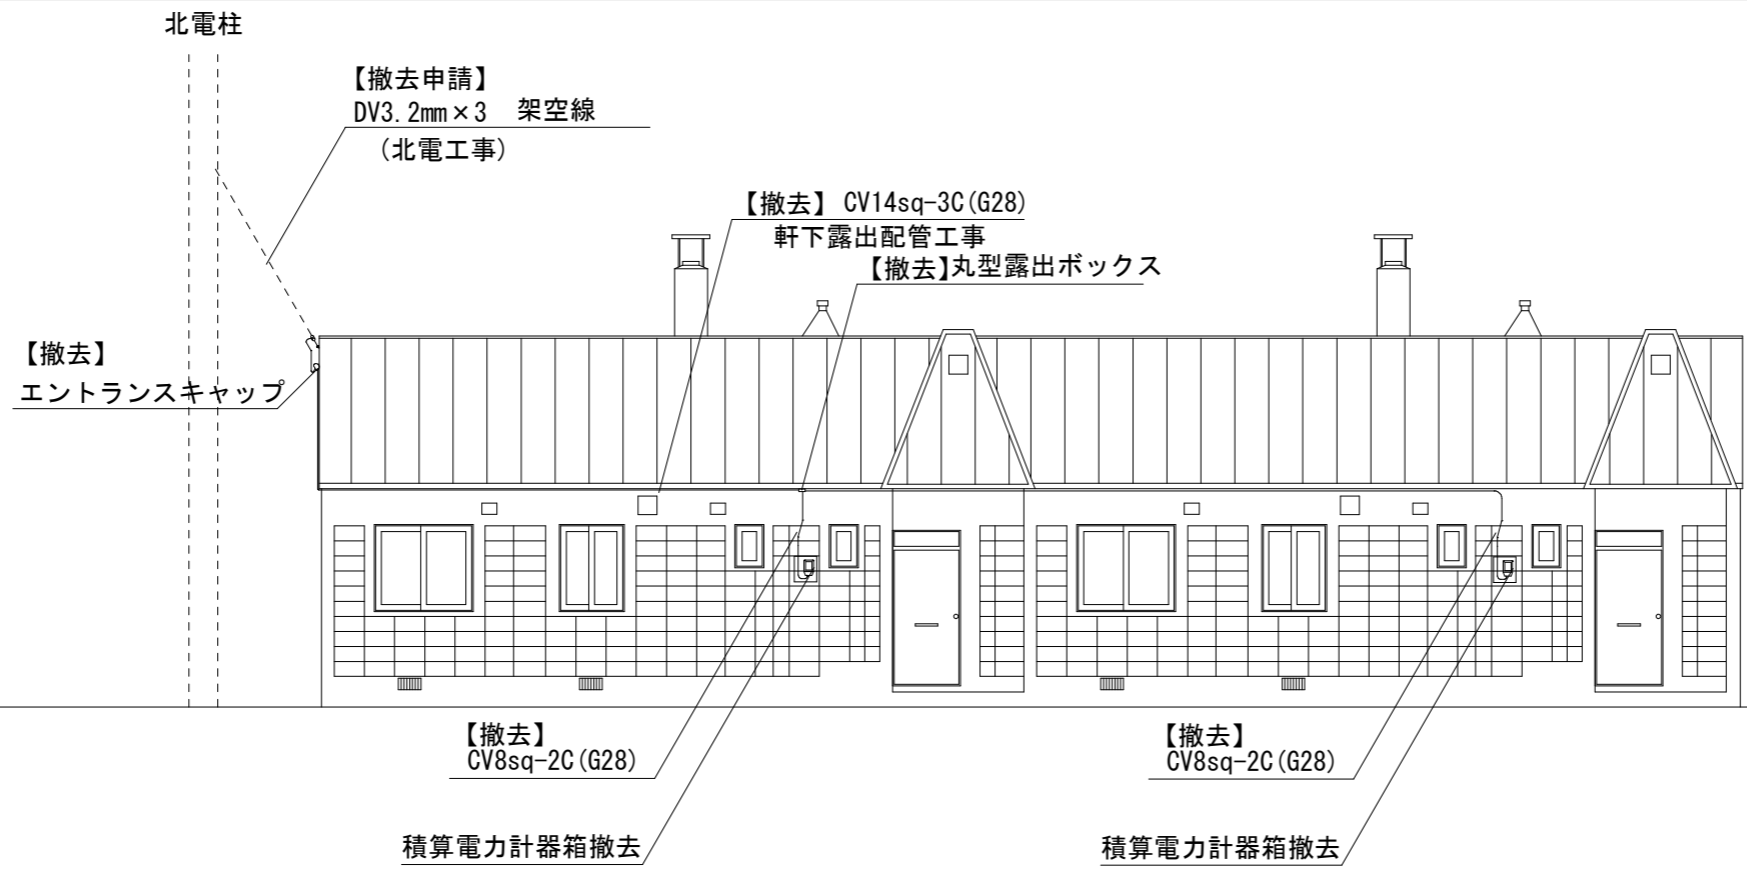 北電柱
【撤去申請】
DV3.2mm×3 架空線
(北電工事)
【撤去】 CV14sq-3C(G28)
軒下露出配管工事
【撤去】丸型露出ボックス
【撤去】
エントランスキャップ
【撤去】
CV8sq-2C(G28)
【撤去】
CV8sq-2C(G28)
積算電力計器箱撤去
積算電力計器箱撤去